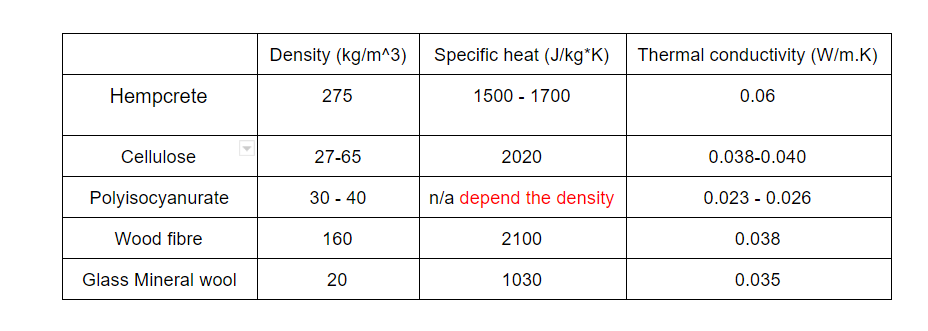 Density (kg/m^3) Specific heat (J/kg*K) Thermal conductivity (W/m.K)
Hempcrete 275 1500 - 1700 0.06
Cellulose 27-65 2020 0.038-0.040
Polyisocyanurate 30 - 40 n/a depend the density 0.023 - 0.026
Wood fibre 160 2100 0.038
Glass Mineral wool 20 1030 0.035